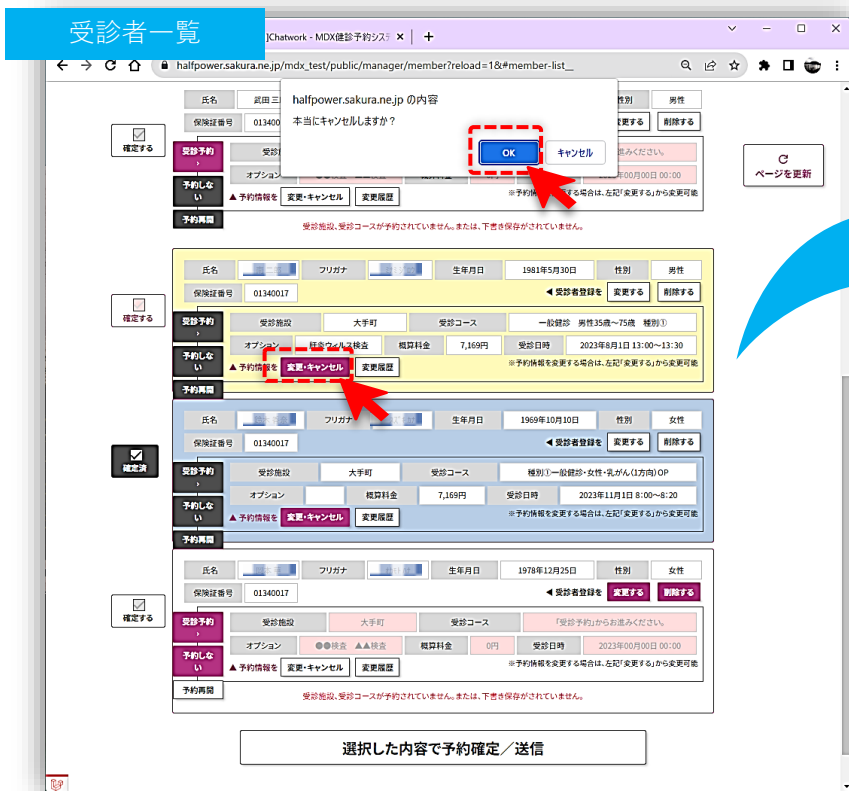 受診者一覧
]Chatwork - MDX健診予約シス
halfpower.sakura.ne.jp/mdx_test/public/manager/member?reload=1&#member-list__
halfpower.sakura.ne.jp の内容
本当にキャンセルしますか？
OK キャンセル
氏名 武田 三 性別 男性
保険証番号 01340 変更する 削除する
確定する
受診予約 › 受診 進みください。
オプション 0円 2023年00月00日 00:00
予約しない ▲予約情報を 変更・キャンセル 変更履歴 ※予約情報を変更する場合は、左記「変更する」から変更可能
予約再開
受診施設、受診コースが予約されていません。または、下書き保存がされていません。
ページを更新
氏名 フリガナ 生年月日 1981年5月30日 性別 男性
保険証番号 01340017 ◀受診者登録を 変更する 削除する
確定する
受診予約 › 受診施設 大手町 受診コース 一般健診 男性35歳～75歳 種別①
オプション 肝炎ウィルス検査 概算料金 7,169円 受診日時 2023年8月1日 13:00～13:30
予約しない ▲予約情報を 変更・キャンセル 変更履歴 ※予約情報を変更する場合は、左記「変更する」から変更可能
予約再開
氏名 フリガナ 生年月日 1969年10月10日 性別 女性
保険証番号 01340017 ◀受診者登録を 変更する 削除する
確定済
受診予約 › 受診施設 大手町 受診コース 種別①一般健診・女性・乳がん(1方向)OP
オプション 概算料金 7,169円 受診日時 2023年11月1日 8:00～8:20
予約しない ▲予約情報を 変更・キャンセル 変更履歴 ※予約情報を変更する場合は、左記「変更する」から変更可能
予約再開
氏名 フリガナ 生年月日 1978年12月25日 性別 女性
保険証番号 01340017 ◀受診者登録を 変更する 削除する
確定する
受診予約 › 受診施設 大手町 受診コース 「受診予約」からお進みください。
オプション ●●検査 ▲▲検査 概算料金 0円 受診日時 2023年00月00日 00:00
予約しない ▲予約情報を 変更・キャンセル 変更履歴 ※予約情報を変更する場合は、左記「変更する」から変更可能
予約再開
受診施設、受診コースが予約されていません。または、下書き保存がされていません。
選択した内容で予約確定／送信